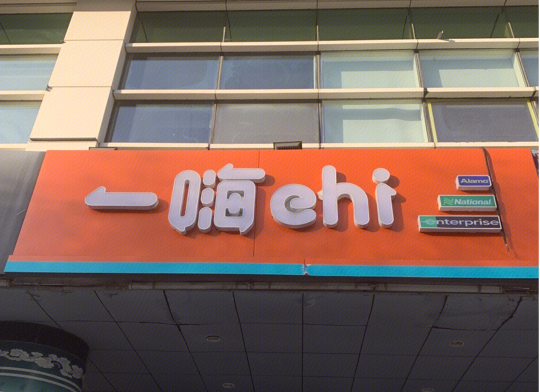 一嗨chi
Alamo
National
enterprise